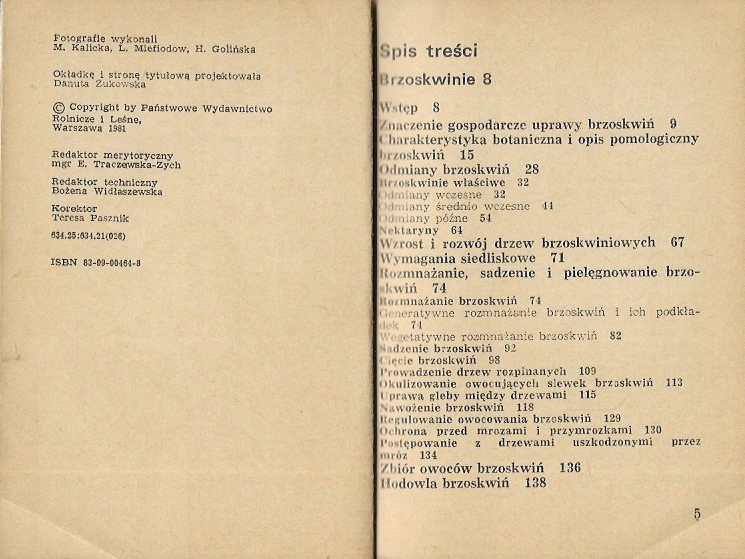 Fotografie wykonali
M. Kalicka, L. Miefiodow, H. Golińska
Okładkę i stronę tytułową projektowała
Danuta Żukowska
© Copyright by Państwowe Wydawnictwo
Rolnicze i Leśne,
Warszawa 1981
Redaktor merytoryczny
mgr E. Traczewska-Zych
Redaktor techniczny
Bożena Widłaszewska
Korektor
Teresa Pasznik
634.25:634.21(026)
ISBN 83-09-00464-8
Spis treści
Brzoskwinie 8
Wstęp 8
Znaczenie gospodarcze uprawy brzoskwiń 9
Charakterystyka botaniczna i opis pomologiczny
brzoskwiń 15
Odmiany brzoskwiń 28
Brzoskwinie właściwe 32
Odmiany wczesne 32
Odmiany średnio wczesne 44
Odmiany późne 54
Nektaryny 64
Wzrost i rozwój drzew brzoskwiniowych 67
Wymagania siedliskowe 71
Rozmnażanie, sadzenie i pielęgnowanie brzo-
skwiń 74
Rozmnażanie brzoskwiń 74
Generatywne rozmnażanie brzoskwiń i ich podkła-
dek 74
Wegetatywne rozmnażanie brzoskwiń 82
Sadzenie brzoskwiń 92
Cięcie brzoskwiń 98
Prowadzenie drzew rozpinanych 109
Okulizowanie owocujących siewek brzoskwiń 113
Uprawa gleby między drzewami 115
Nawożenie brzoskwiń 118
Regulowanie owocowania brzoskwiń 129
Ochrona przed mrozami i przymrozkami 130
Postępowanie z drzewami uszkodzonymi przez
mróz 134
Zbiór owoców brzoskwiń 136
Hodowla brzoskwiń 138
5